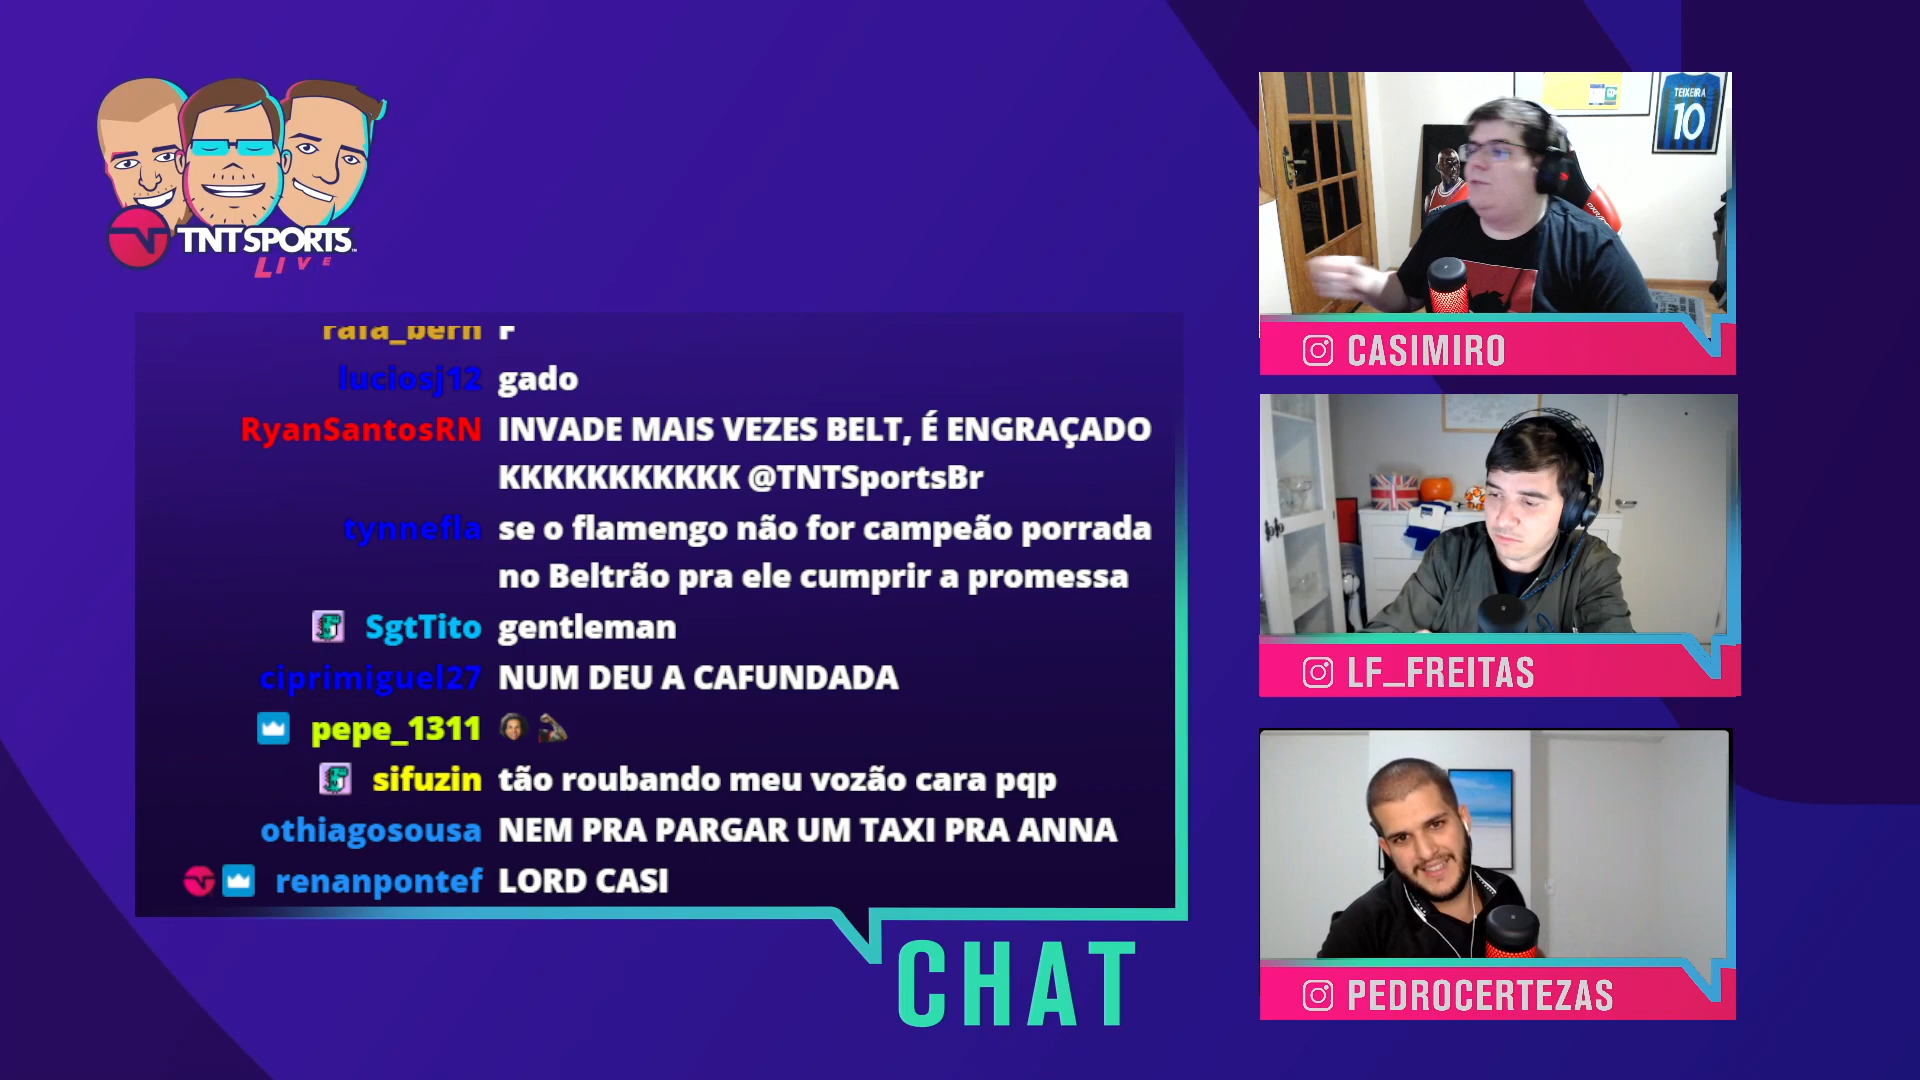 TNT SPORTS
LIVE
rafa_bern F
luciosj12 gado
RyanSantosRN INVADE MAIS VEZES BELT, É ENGRAÇADO
KKKKKKKKKKK @TNTSportsBr
tynnefla se o flamengo não for campeão porrada
no Beltrão pra ele cumprir a promessa
SgtTito gentleman
ciprimiguel27 NUM DEU A CAFUNDADA
pepe_1311
sifuzin tão roubando meu vozão cara pqp
othiagosousa NEM PRA PARGAR UM TAXI PRA ANNA
renanpontef LORD CASI
CHAT
TEIXEIRA
10
CASIMIRO
LF_FREITAS
PEDROCERTEZAS